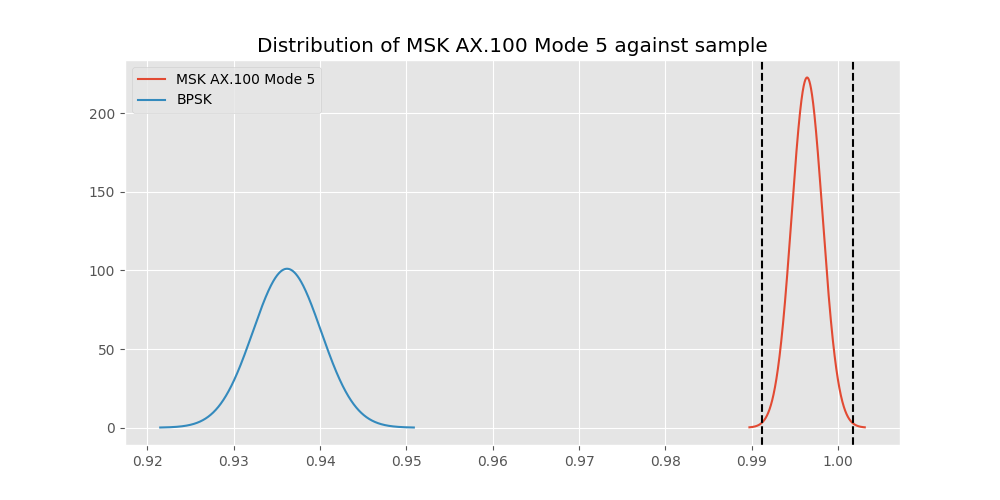 Distribution of MSK AX.100 Mode 5 against sample
MSK AX.100 Mode 5
BPSK
200
150
100
50
0
0.92 0.93 0.94 0.95 0.96 0.97 0.98 0.99 1.00